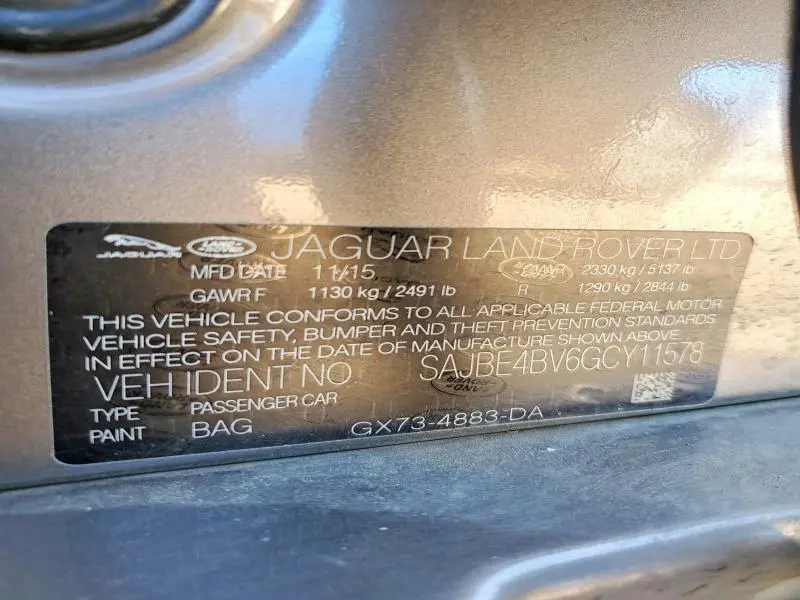 JAGUAR LAND ROVER JAGUAR LAND ROVER LTD
MFD DATE 11/15 GVWR 2330 kg / 5137 lb
GAWR F 1130 kg / 2491 lb R 1290 kg / 2844 lb
THIS VEHICLE CONFORMS TO ALL APPLICABLE FEDERAL MOTOR
VEHICLE SAFETY, BUMPER AND THEFT PREVENTION STANDARDS
IN EFFECT ON THE DATE OF MANUFACTURE SHOWN ABOVE
VEH IDENT NO SAJBE4BV6GCY11578
TYPE PASSENGER CAR
PAINT BAG GX73-4883-DA